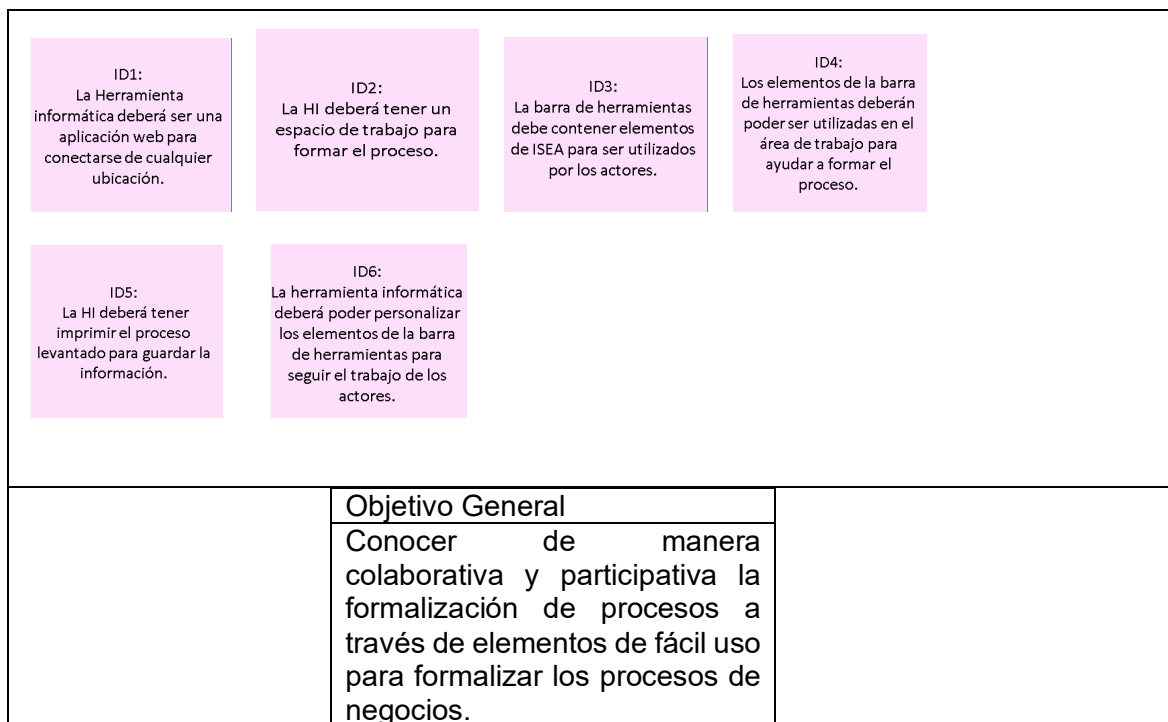 ID1:
La Herramienta
informática deberá ser una
aplicación web para
conectarse de cualquier
ubicación.
ID2:
La HI deberá tener un
espacio de trabajo para
formar el proceso.
ID3:
La barra de herramientas
debe contener elementos
de ISEA para ser utilizados
por los actores.
ID4:
Los elementos de la barra
de herramientas deberán
poder ser utilizadas en el
área de trabajo para
ayudar a formar el
proceso.
ID5:
La HI deberá tener
imprimir el proceso
levantado para guardar la
información.
ID6:
La herramienta informática
deberá poder personalizar
los elementos de la barra
de herramientas para
seguir el trabajo de los
actores.
Objetivo General
Conocer de manera
colaborativa y participativa la
formalización de procesos a
través de elementos de fácil uso
para formalizar los procesos de
negocios.